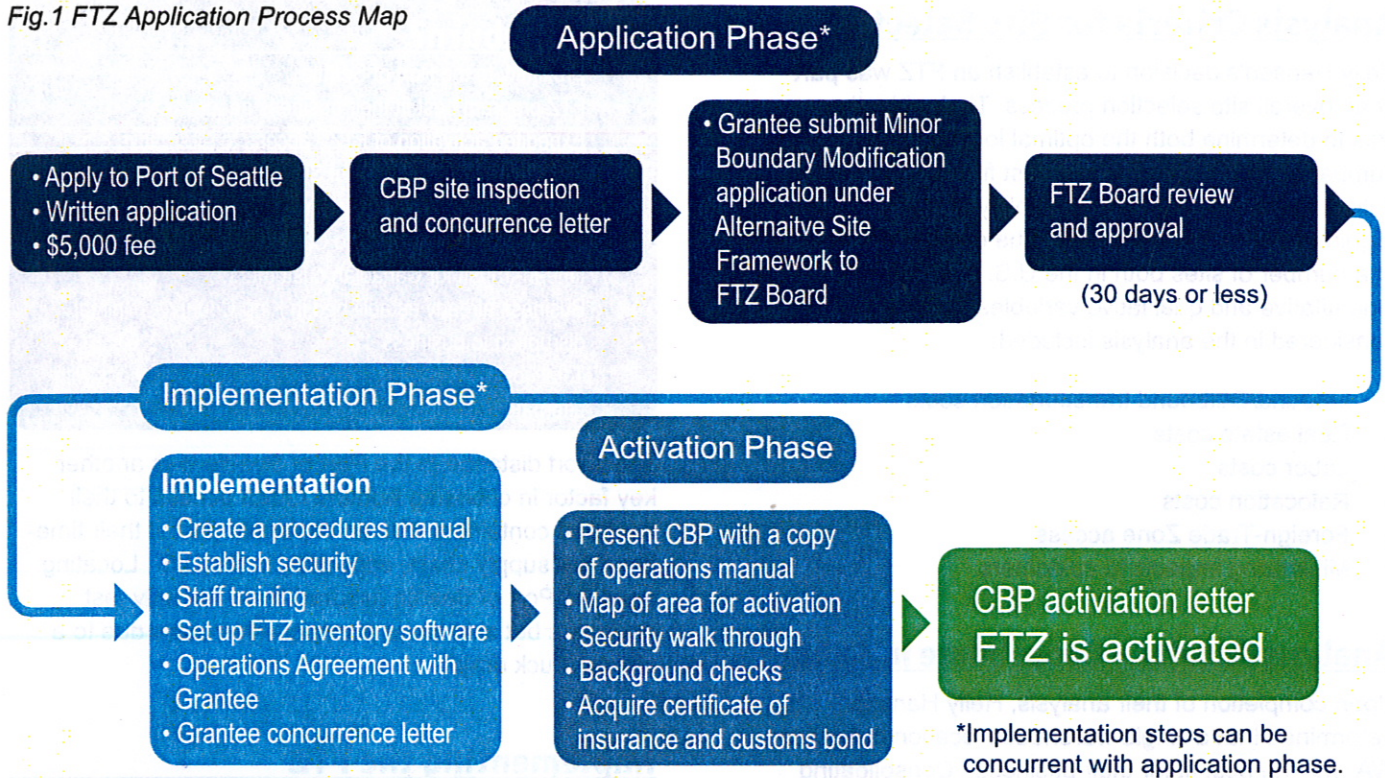 Fig.1 FTZ Application Process Map
Application Phase*
• Apply to Port of Seattle
• Written application
• $5,000 fee
CBP site inspection
and concurrence letter
• Grantee submit Minor
Boundary Modification
application under
Alternaitve Site
Framework to
FTZ Board
FTZ Board review
and approval
(30 days or less)
Implementation Phase*
Implementation
• Create a procedures manual
• Establish security
• Staff training
• Set up FTZ inventory software
• Operations Agreement with
Grantee
• Grantee concurrence letter
Activation Phase
• Present CBP with a copy
of operations manual
• Map of area for activation
• Security walk through
• Background checks
• Acquire certificate of
insurance and customs bond
CBP activiation letter
FTZ is activated
*Implementation steps can be
concurrent with application phase.